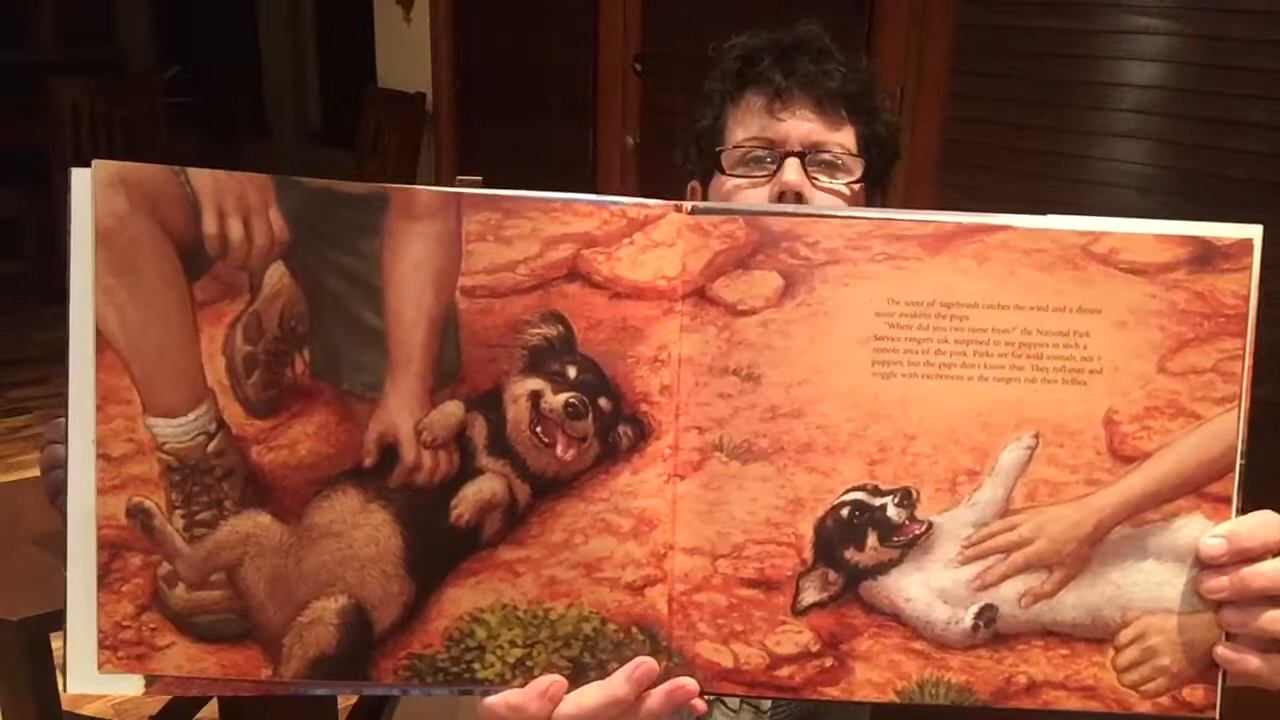 The scent of sagebrush catches the wind and a distant
noise awakens the pups.
"Where did you two come from?" the National Park
Service rangers ask, surprised to see puppies in such a
remote area of the park. Parks are for wild animals, not
puppies, but the pups don't know that. They roll over and
wiggle with excitement as the rangers rub their bellies.